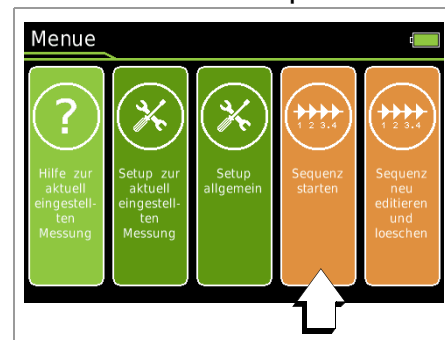 Menue
?
Hilfe zur
aktuell
eingestell-
ten
Messung
Setup zur
aktuell
eingestell-
ten
Messung
Setup
allgemein
1 2 3.4
Sequenz
starten
1 2 3.4
Sequenz
neu
editieren
und
loeschen